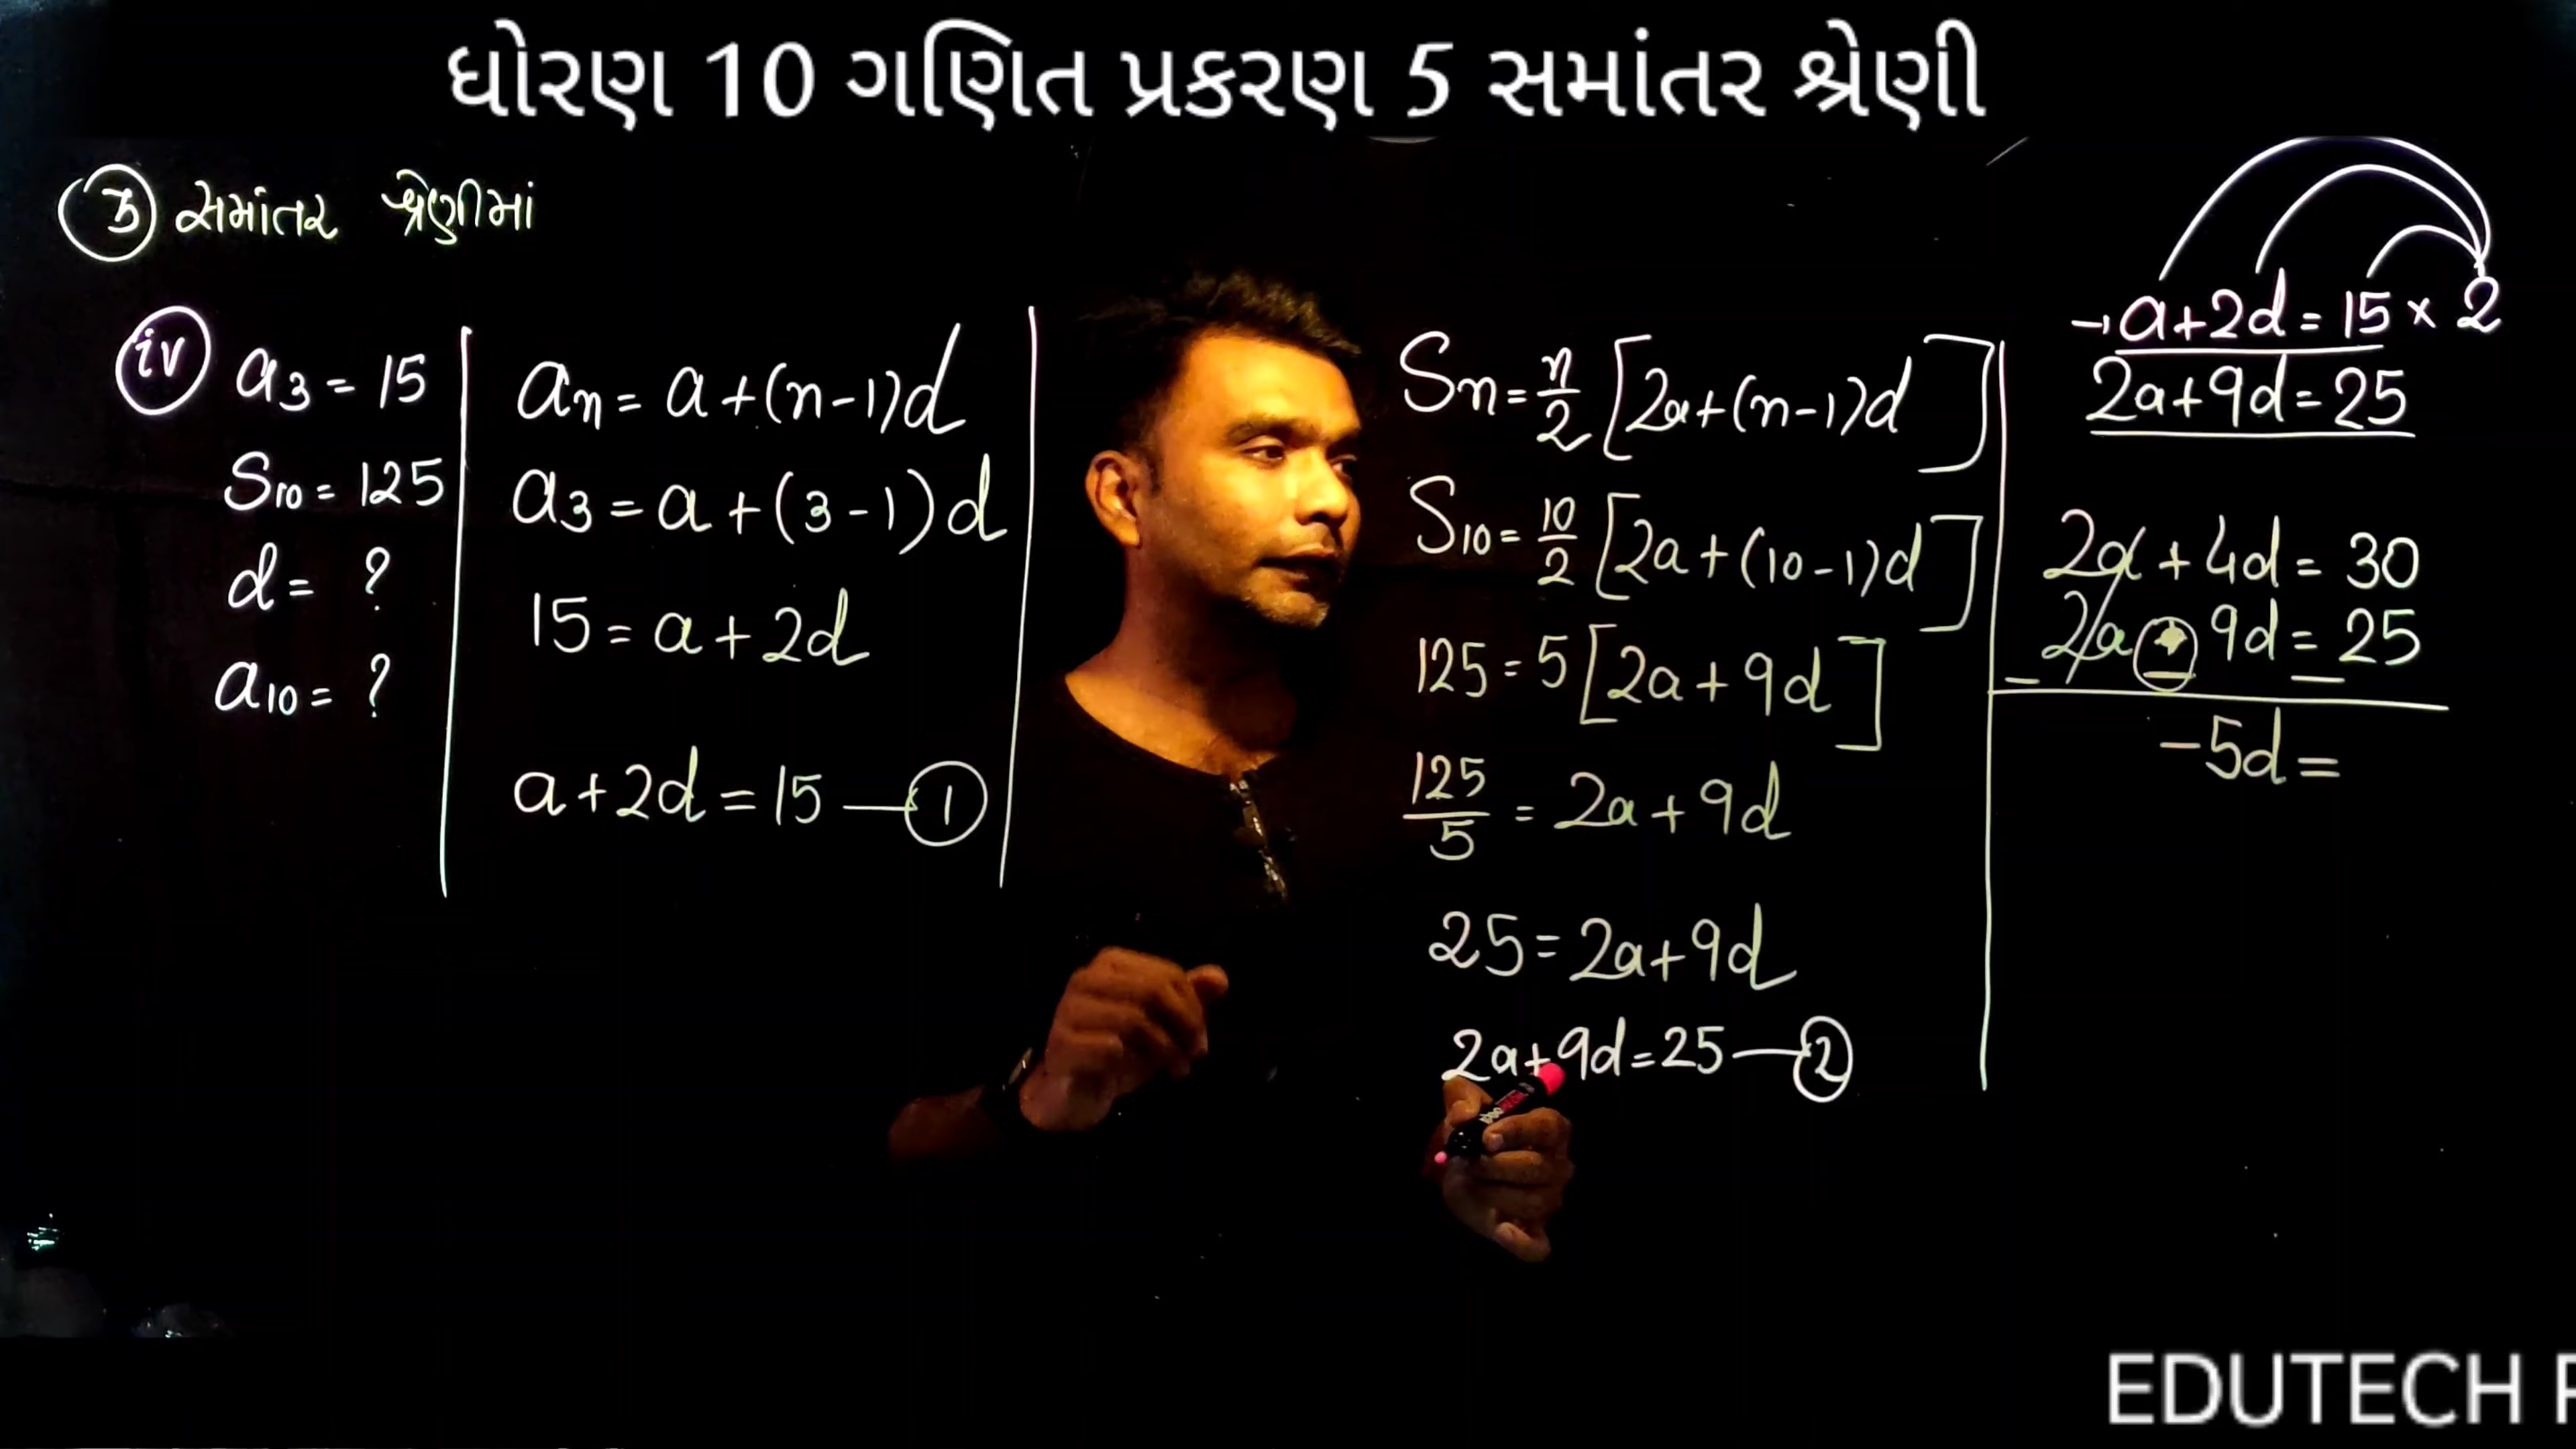 ધોરણ 10 ગણિત પ્રકરણ 5 સમાંતર શ્રેણી
૩ સમાંતર શ્રેણીમાં
iv a3 = 15
S10 = 125
d = ?
a10 = ?
an = a + (n-1)d
a3 = a + (3-1)d
15 = a + 2d
a + 2d = 15 — 1
Sn = n/2 [2a+(n-1)d]
S10 = 10/2 [2a+(10-1)d]
125 = 5[2a+9d]
125/5 = 2a+9d
25 = 2a+9d
2a+9d=25 — 2
→ a+2d=15 × 2
2a+9d=25
2a + 4d = 30
2a + 9d = 25
− − −
-5d =
EDUTECH